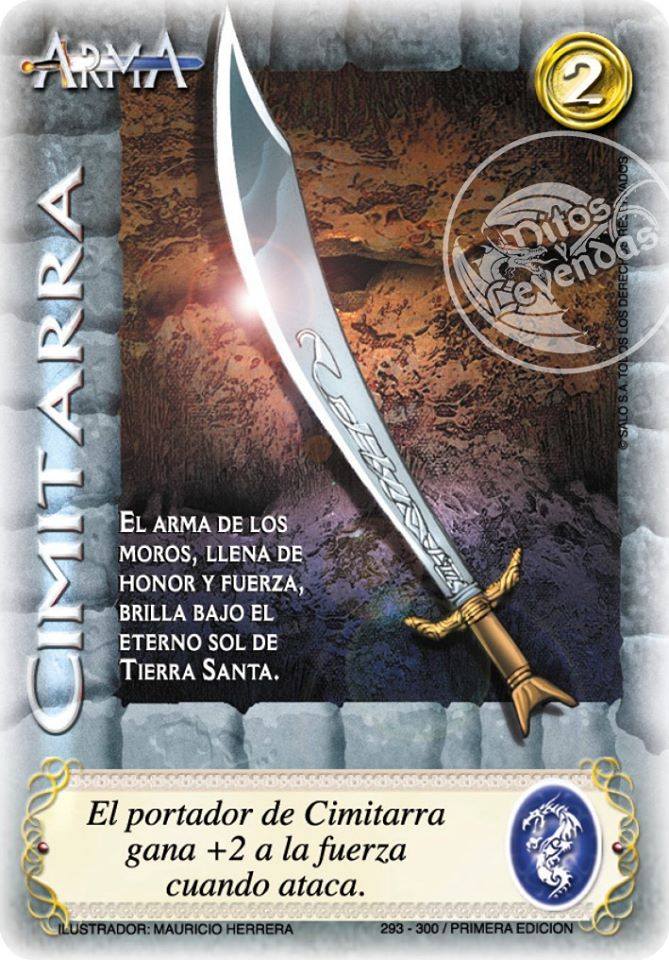 ARMA
2
CIMITARRA
Mitos
y
Leyendas
EL ARMA DE LOS
MOROS, LLENA DE
HONOR Y FUERZA,
BRILLA BAJO EL
ETERNO SOL DE
TIERRA SANTA.
© SALO S.A. TODOS LOS DERECHOS RESERVADOS
El portador de Cimitarra
gana +2 a la fuerza
cuando ataca.
ILUSTRADOR: MAURICIO HERRERA
293 - 300 / PRIMERA EDICION